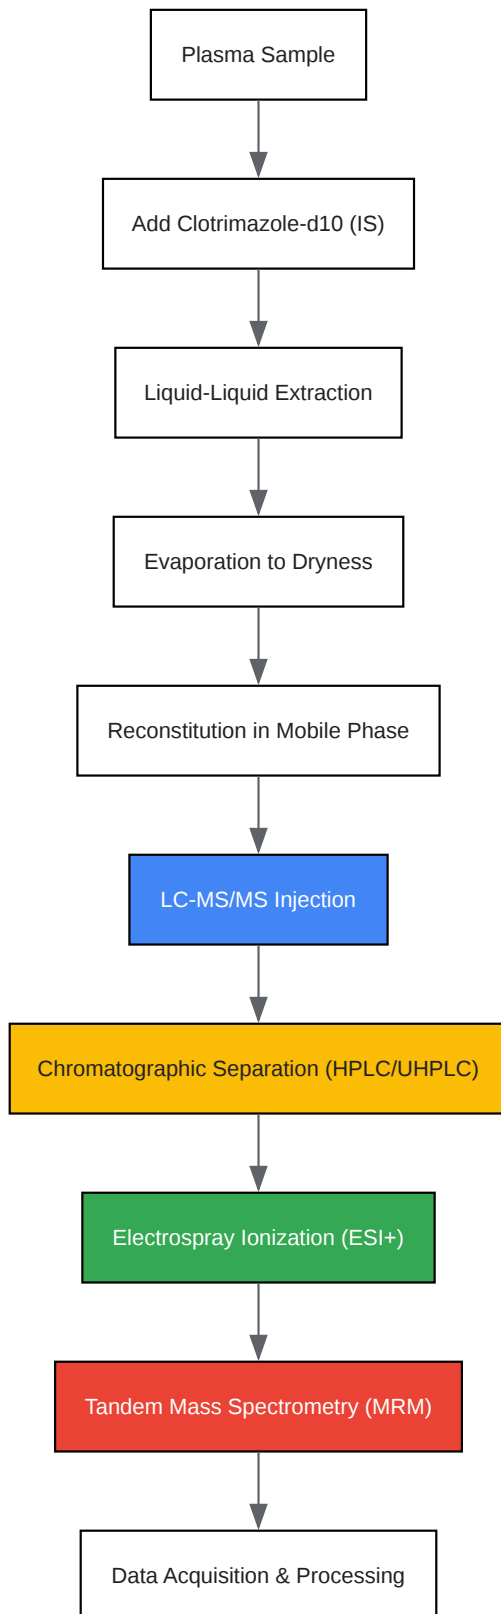 Plasma Sample
Add Clotrimazole-d10 (IS)
Liquid-Liquid Extraction
Evaporation to Dryness
Reconstitution in Mobile Phase
LC-MS/MS Injection
Chromatographic Separation (HPLC/UHPLC)
Electrospray Ionization (ESI+)
Tandem Mass Spectrometry (MRM)
Data Acquisition & Processing